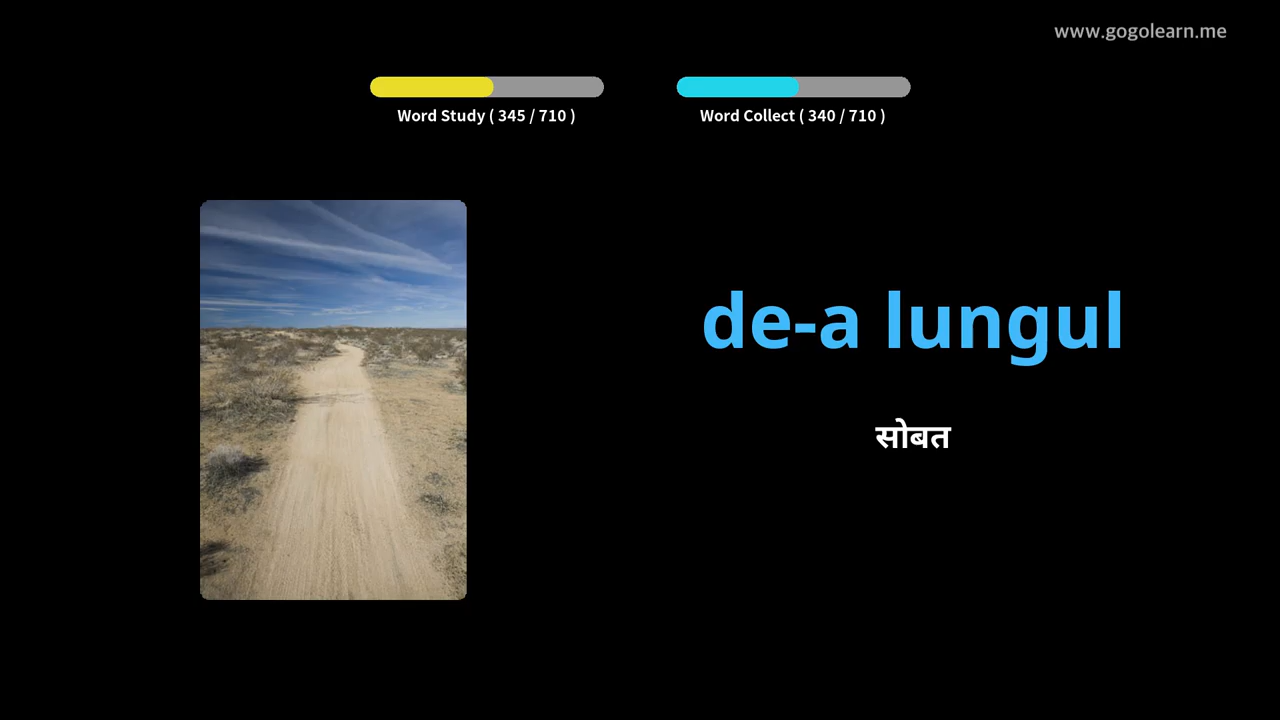 www.gogolearn.me
Word Study ( 345 / 710 )
Word Collect ( 340 / 710 )
de-a lungul
सोबत